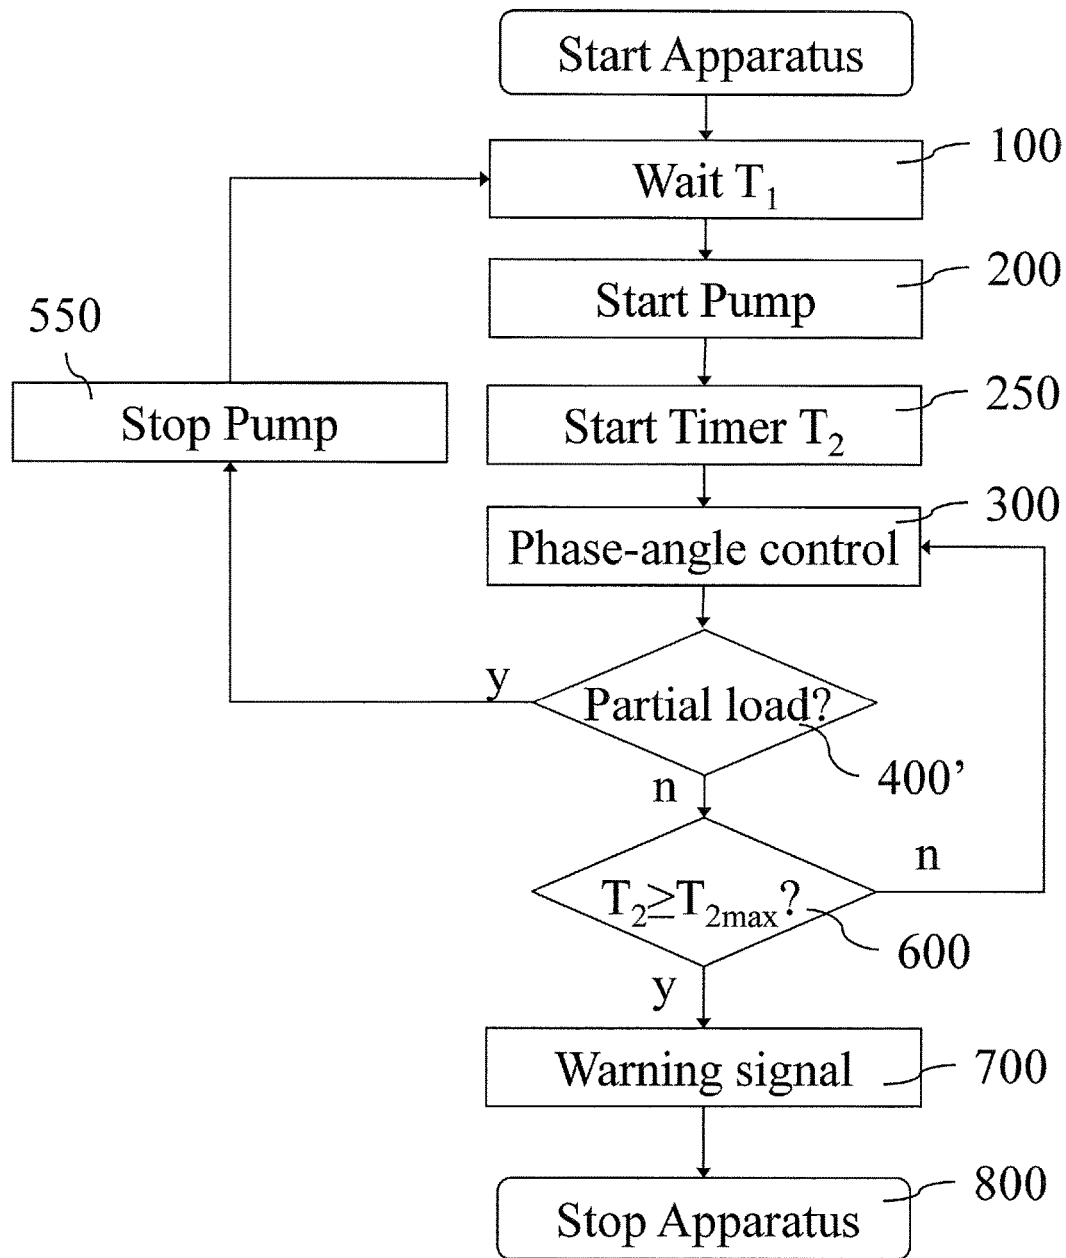 Start Apparatus
100
Wait T₁
200
Start Pump
550
Stop Pump
250
Start Timer T₂
300
Phase-angle control
y
Partial load?
400’
n
n
T₂≥T₂ₘₐₓ?
600
y
Warning signal
700
800
Stop Apparatus